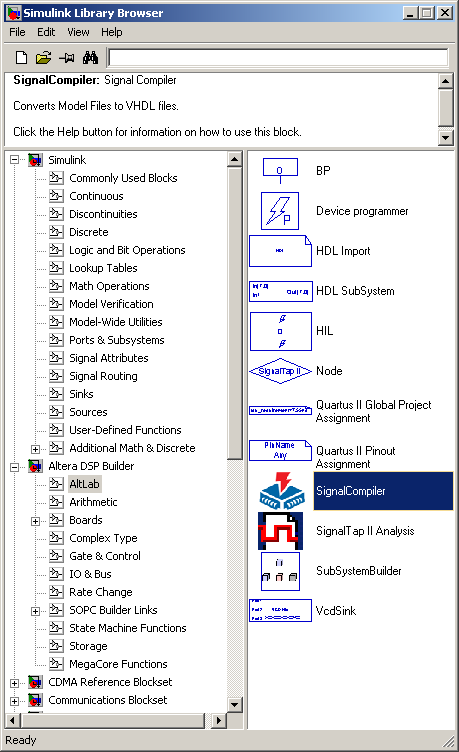 Simulink Library Browser
File Edit View Help
SignalCompiler: Signal Compiler
Converts Model Files to VHDL files.
Click the Help button for information on how to use this block.
Simulink
Commonly Used Blocks
Continuous
Discontinuities
Discrete
Logic and Bit Operations
Lookup Tables
Math Operations
Model Verification
Model-Wide Utilities
Ports & Subsystems
Signal Attributes
Signal Routing
Sinks
Sources
User-Defined Functions
Additional Math & Discrete
Altera DSP Builder
AltLab
Arithmetic
Boards
Complex Type
Gate & Control
IO & Bus
Rate Change
SOPC Builder Links
State Machine Functions
Storage
MegaCore Functions
CDMA Reference Blockset
Communications Blockset
BP
P
Device programmer
HDL Import
HDL SubSystem
HIL
SignalTap II
Node
Quartus II Global Project
Assignment
PinName
Any
Quartus II Pinout
Assignment
SignalCompiler
SignalTap II Analysis
SubSystemBuilder
VcdSink
Ready